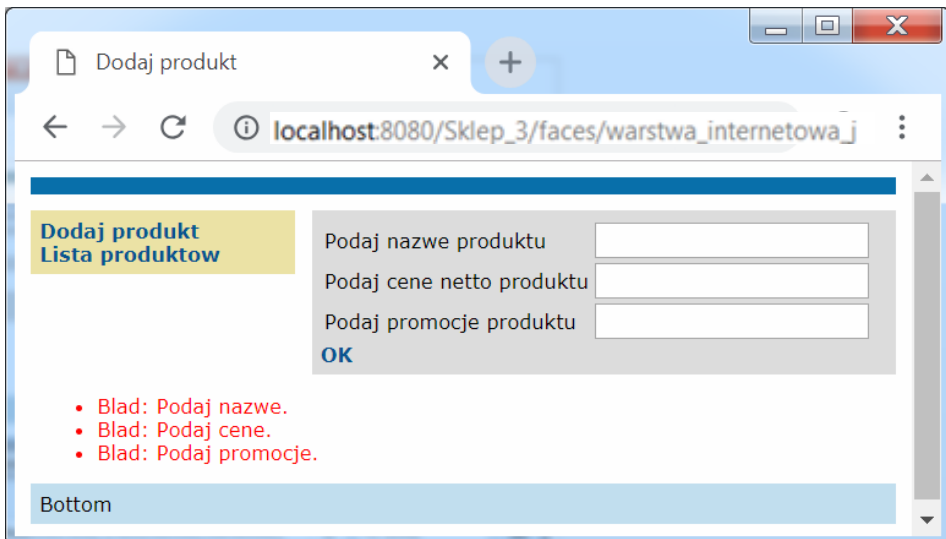 Dodaj produkt
localhost:8080/Sklep_3/faces/warstwa_internetowa_j
Dodaj produkt
Lista produktow
Podaj nazwe produktu
Podaj cene netto produktu
Podaj promocje produktu
OK
Blad: Podaj nazwe.
Blad: Podaj cene.
Blad: Podaj promocje.
Bottom